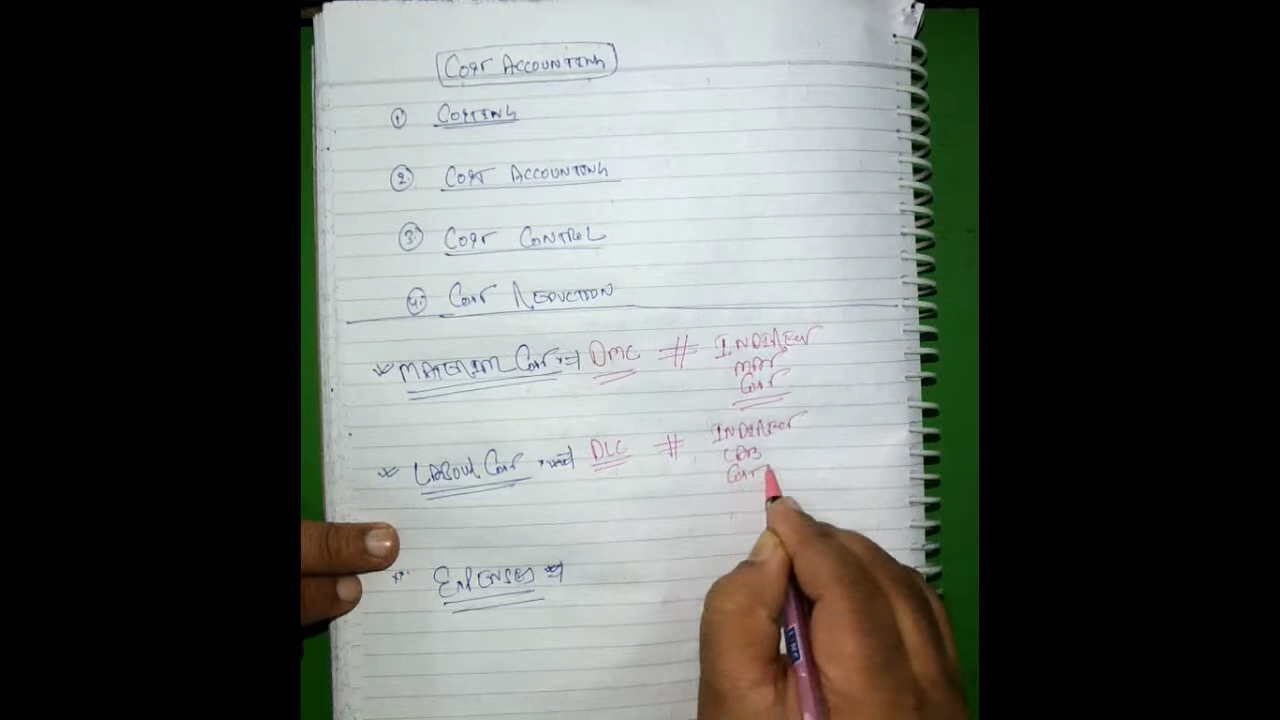 COST ACCOUNTING
1. COSTING
2. COST ACCOUNTING
3. COST CONTROL
4. COST REDUCTION
* MATERIAL COST ⇒ DMC # INDIRECT
MAT
COST
* LABOUR COST ⇒ DLC # INDIRECT
LAB
COST
** EXPENSES ⇒